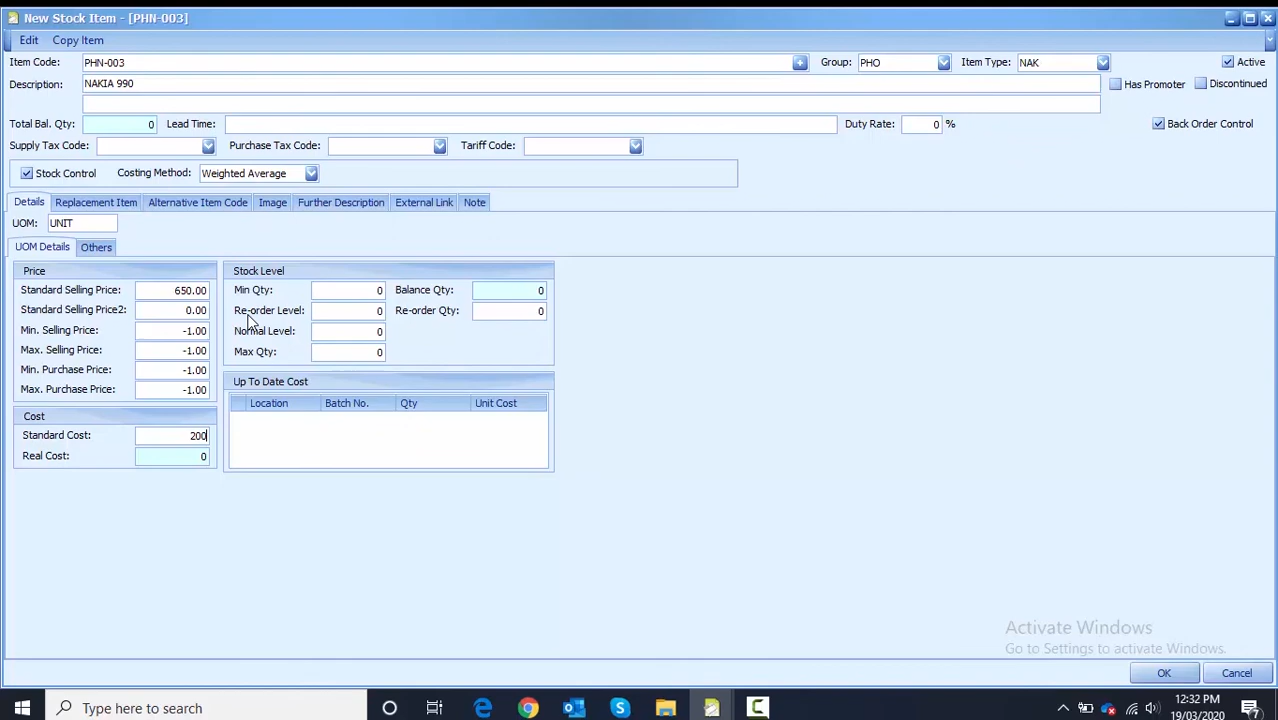 New Stock Item - [PHN-003]
Edit Copy Item
Item Code: PHN-003 Group: PHO Item Type: NAK Active
Description: NAKIA 990 Has Promoter Discontinued
Total Bal. Qty: 0 Lead Time: Duty Rate: 0 % Back Order Control
Supply Tax Code: Purchase Tax Code: Tariff Code:
Stock Control Costing Method: Weighted Average
Details Replacement Item Alternative Item Code Image Further Description External Link Note
UOM: UNIT
UOM Details Others
Price Stock Level
Standard Selling Price: 650.00 Min Qty: 0 Balance Qty: 0
Standard Selling Price2: 0.00 Re-order Level: 0 Re-order Qty: 0
Min. Selling Price: -1.00 Normal Level: 0
Max. Selling Price: -1.00 Max Qty: 0
Min. Purchase Price: -1.00
Max. Purchase Price: -1.00 Up To Date Cost
Location Batch No. Qty Unit Cost
Cost
Standard Cost: 200
Real Cost: 0
Activate Windows
Go to Settings to activate Windows.
OK Cancel
Type here to search
12:32 PM
19/03/2020
7